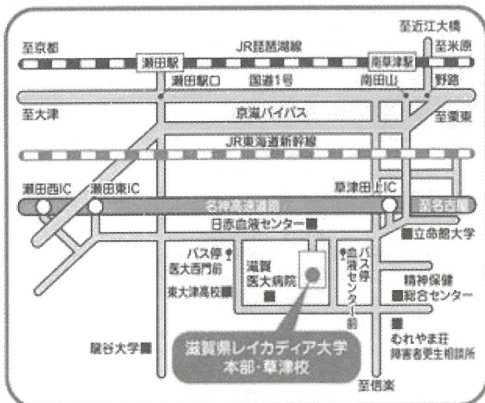 至近江大橋
至京都
JR琵琶湖線
至米原
瀬田駅
南草津駅
瀬田駅口
国道1号
南田山
野路
至大津
京滋バイパス
至栗東
JR東海道新幹線
瀬田西IC
瀬田東IC
草津田上IC
名神高速道路
至名古屋
日赤血液センター
立命館大学
バス停
医大西門前
滋賀
医大病院
バス停
血液センター前
東大津高校
精神保健
総合センター
龍谷大学
滋賀県レイカディア大学
本部・草津校
むれやま荘
障害者更生相談所
至信楽